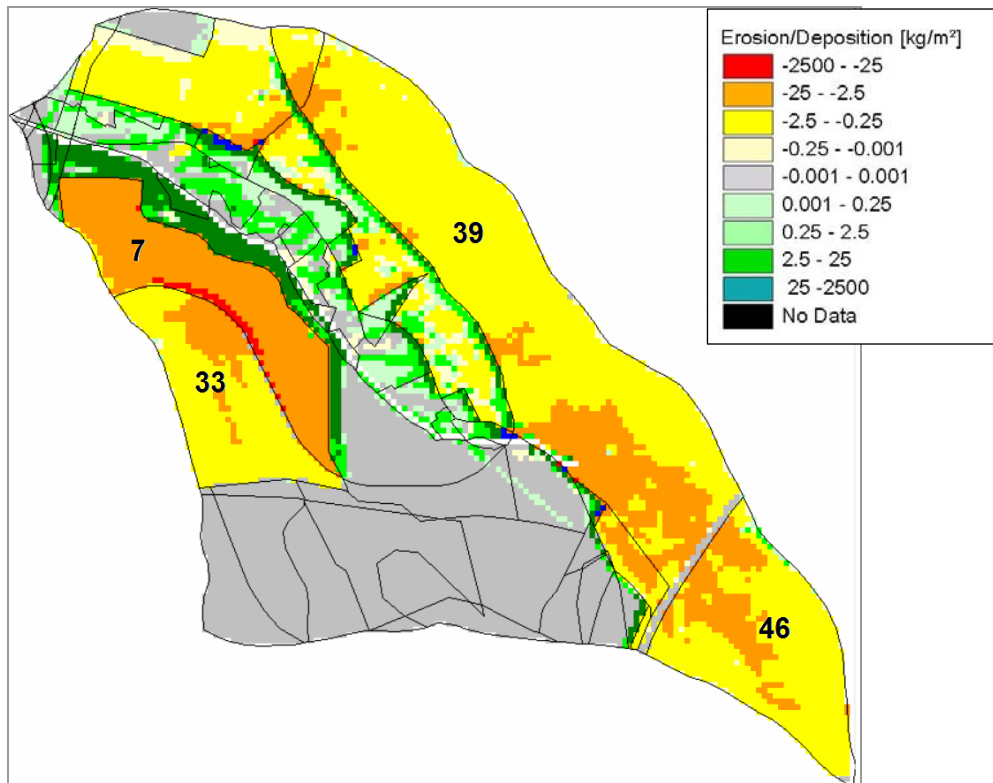 Erosion/Deposition [kg/m²]
-2500 - -25
-25 - -2.5
-2.5 - -0.25
-0.25 - -0.001
-0.001 - 0.001
0.001 - 0.25
0.25 - 2.5
2.5 - 25
25 -2500
No Data
39
7
33
46